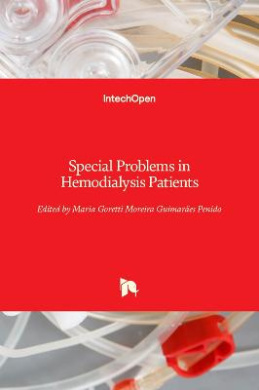 IntechOpen
Special Problems in
Hemodialysis Patients
Edited by Maria Goretti Moreira Guimarães Penido